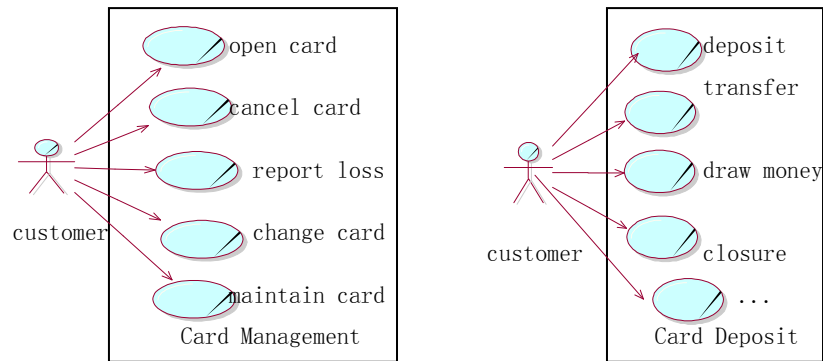 open card
cancel card
report loss
customer
change card
maintain card
Card Management
deposit
transfer
draw money
customer
closure
...
Card Deposit